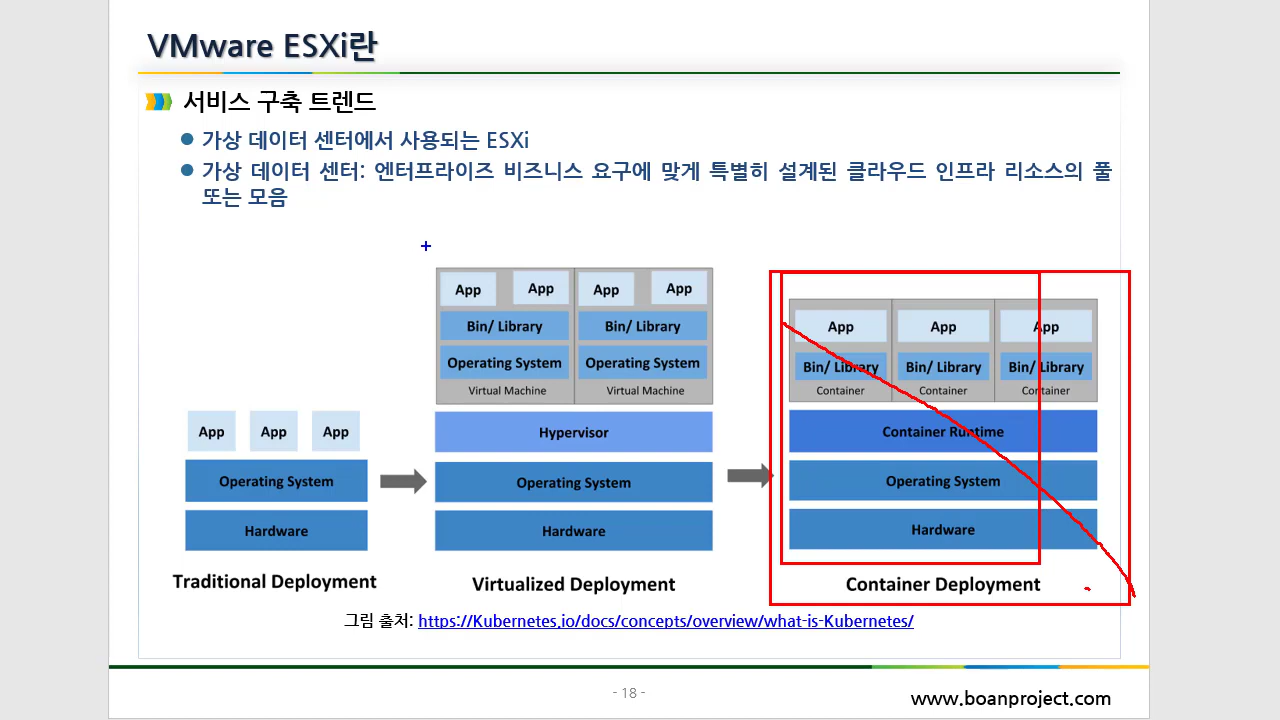 VMware ESXi란
서비스 구축 트렌드
가상 데이터 센터에서 사용되는 ESXi
가상 데이터 센터: 엔터프라이즈 비즈니스 요구에 맞게 특별히 설계된 클라우드 인프라 리소스의 풀
또는 모음
App App App
Operating System
Hardware
Traditional Deployment
App App App App
Bin/ Library Bin/ Library
Operating System Operating System
Virtual Machine Virtual Machine
Hypervisor
Operating System
Hardware
Virtualized Deployment
App App App
Bin/ Library Bin/ Library Bin/ Library
Container Container Container
Container Runtime
Operating System
Hardware
Container Deployment
그림 출처: https://Kubernetes.io/docs/concepts/overview/what-is-Kubernetes/
- 18 -
www.boanproject.com